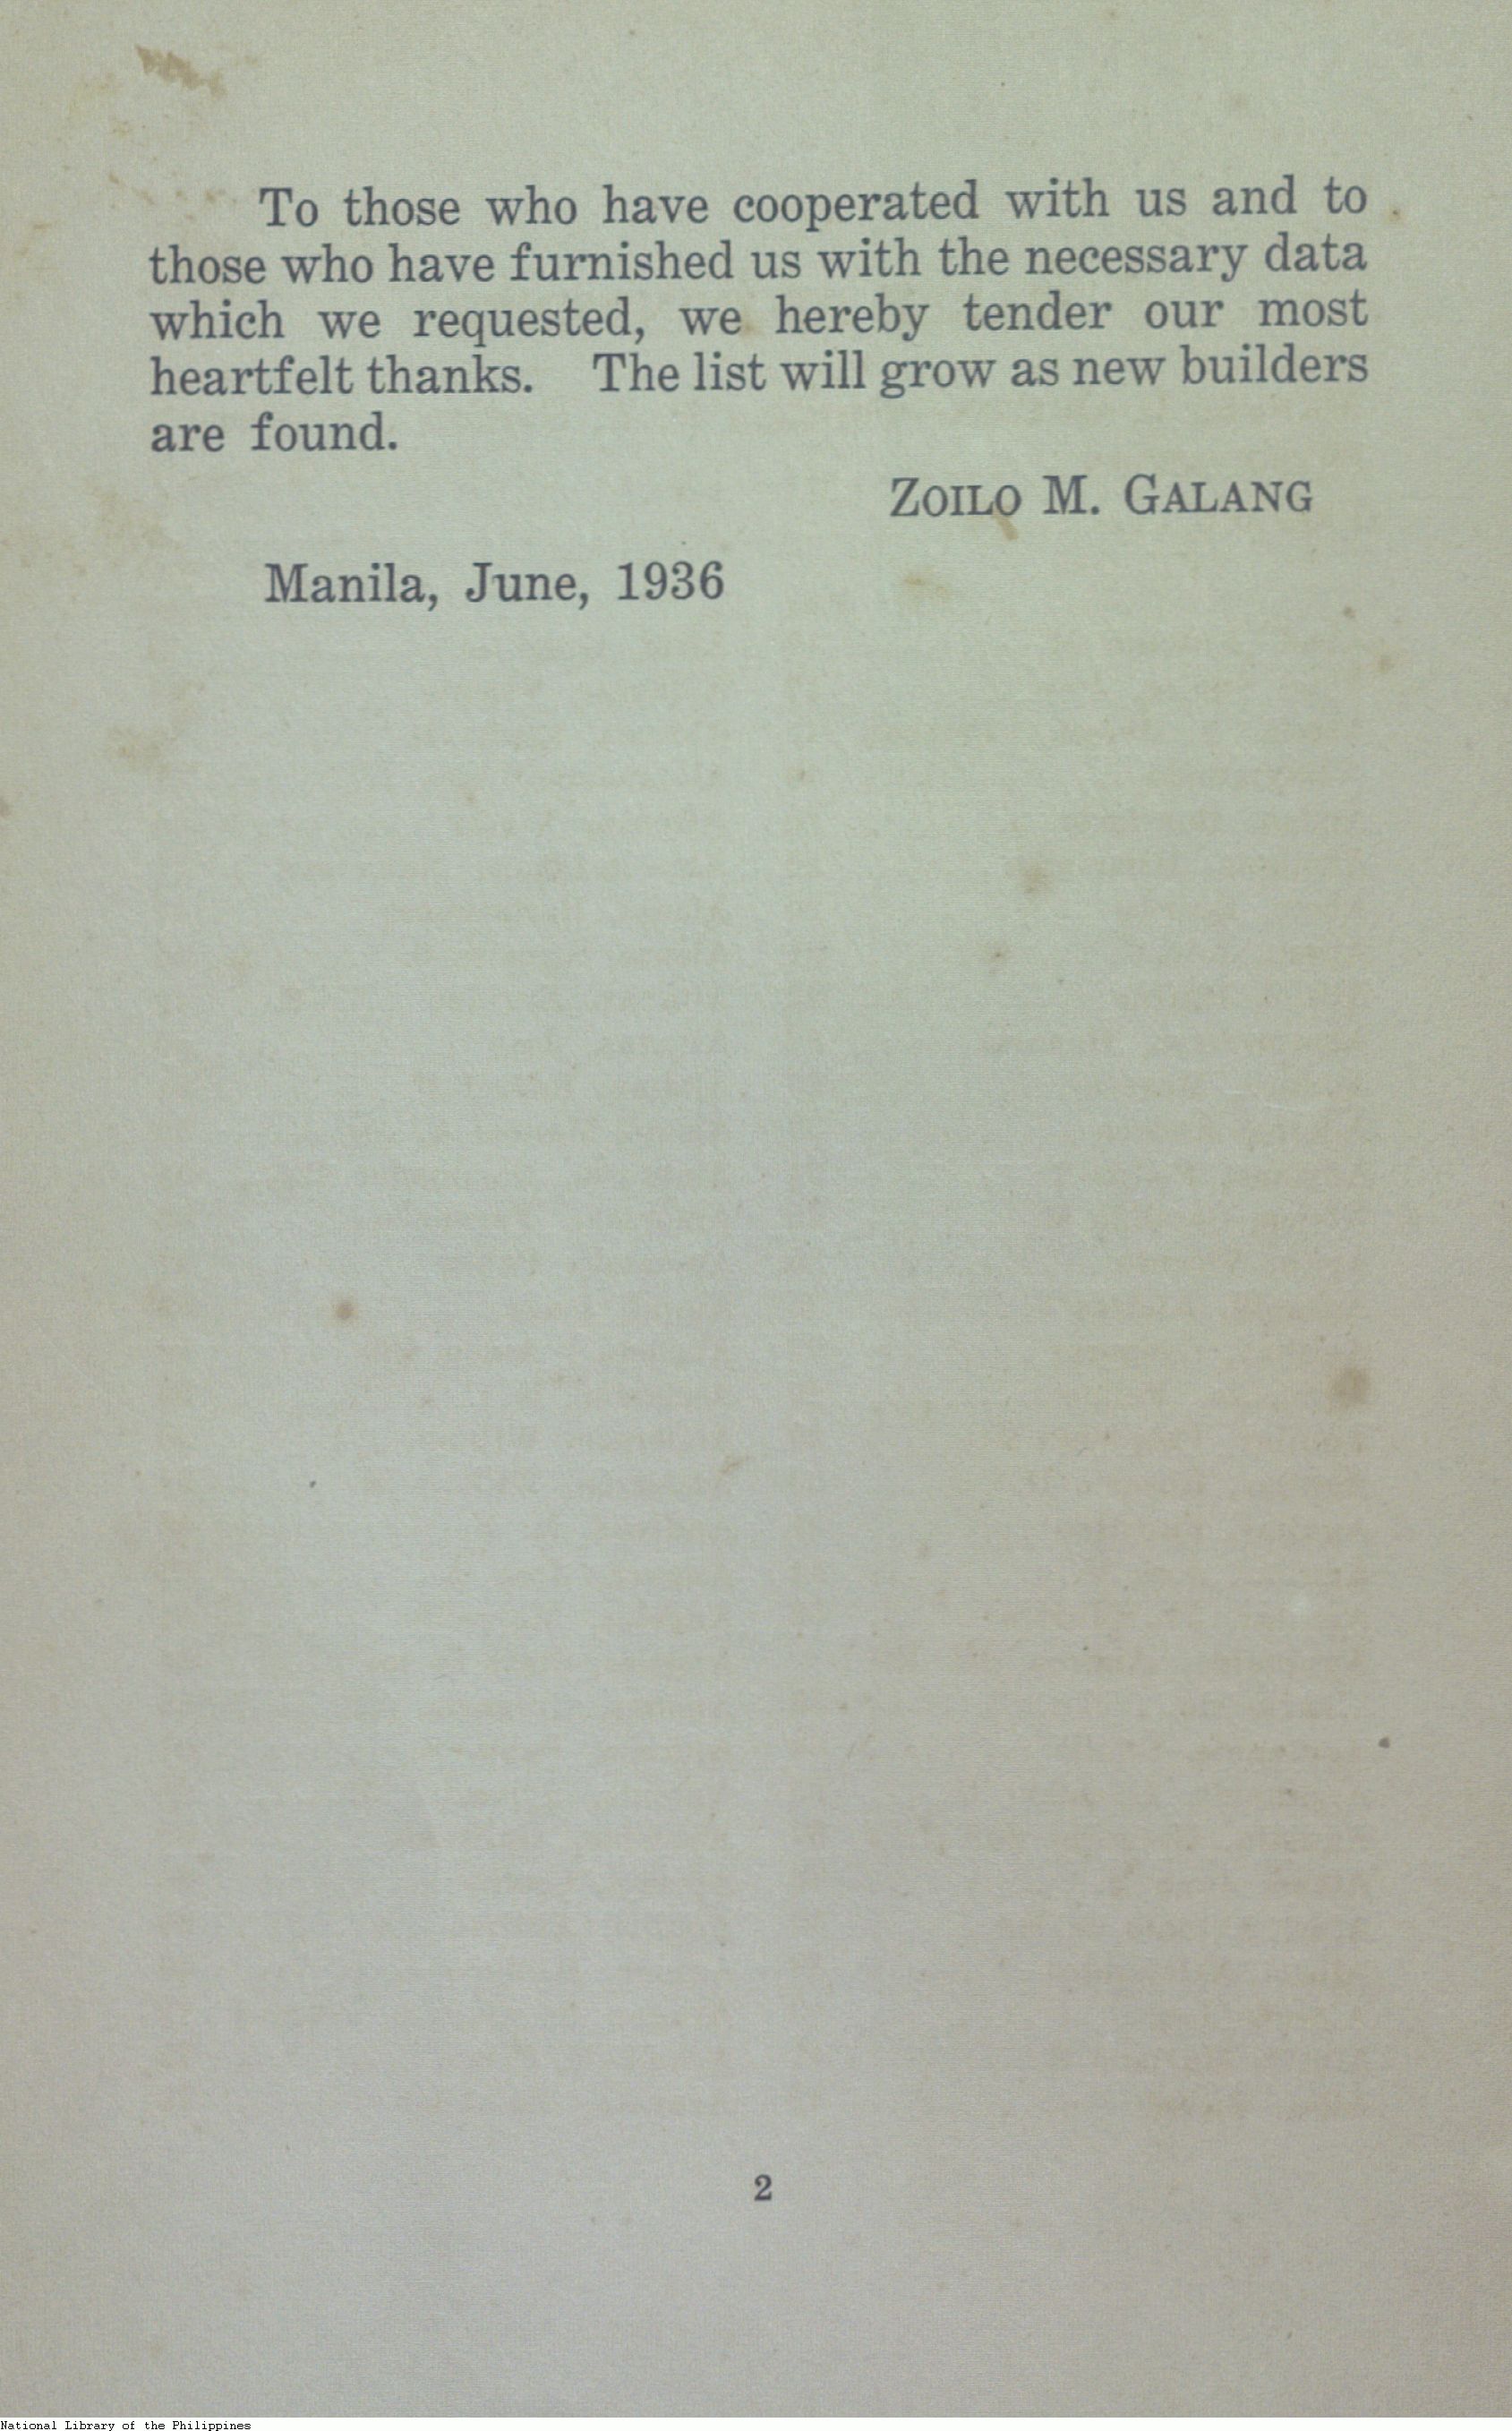 To those who have cooperated with us and to
those who have furnished us with the necessary data
which we requested, we hereby tender our most
heartfelt thanks. The list will grow as new builders
are found.
ZOILO M. GALANG
Manila, June, 1936
2
National Library of the Philippines